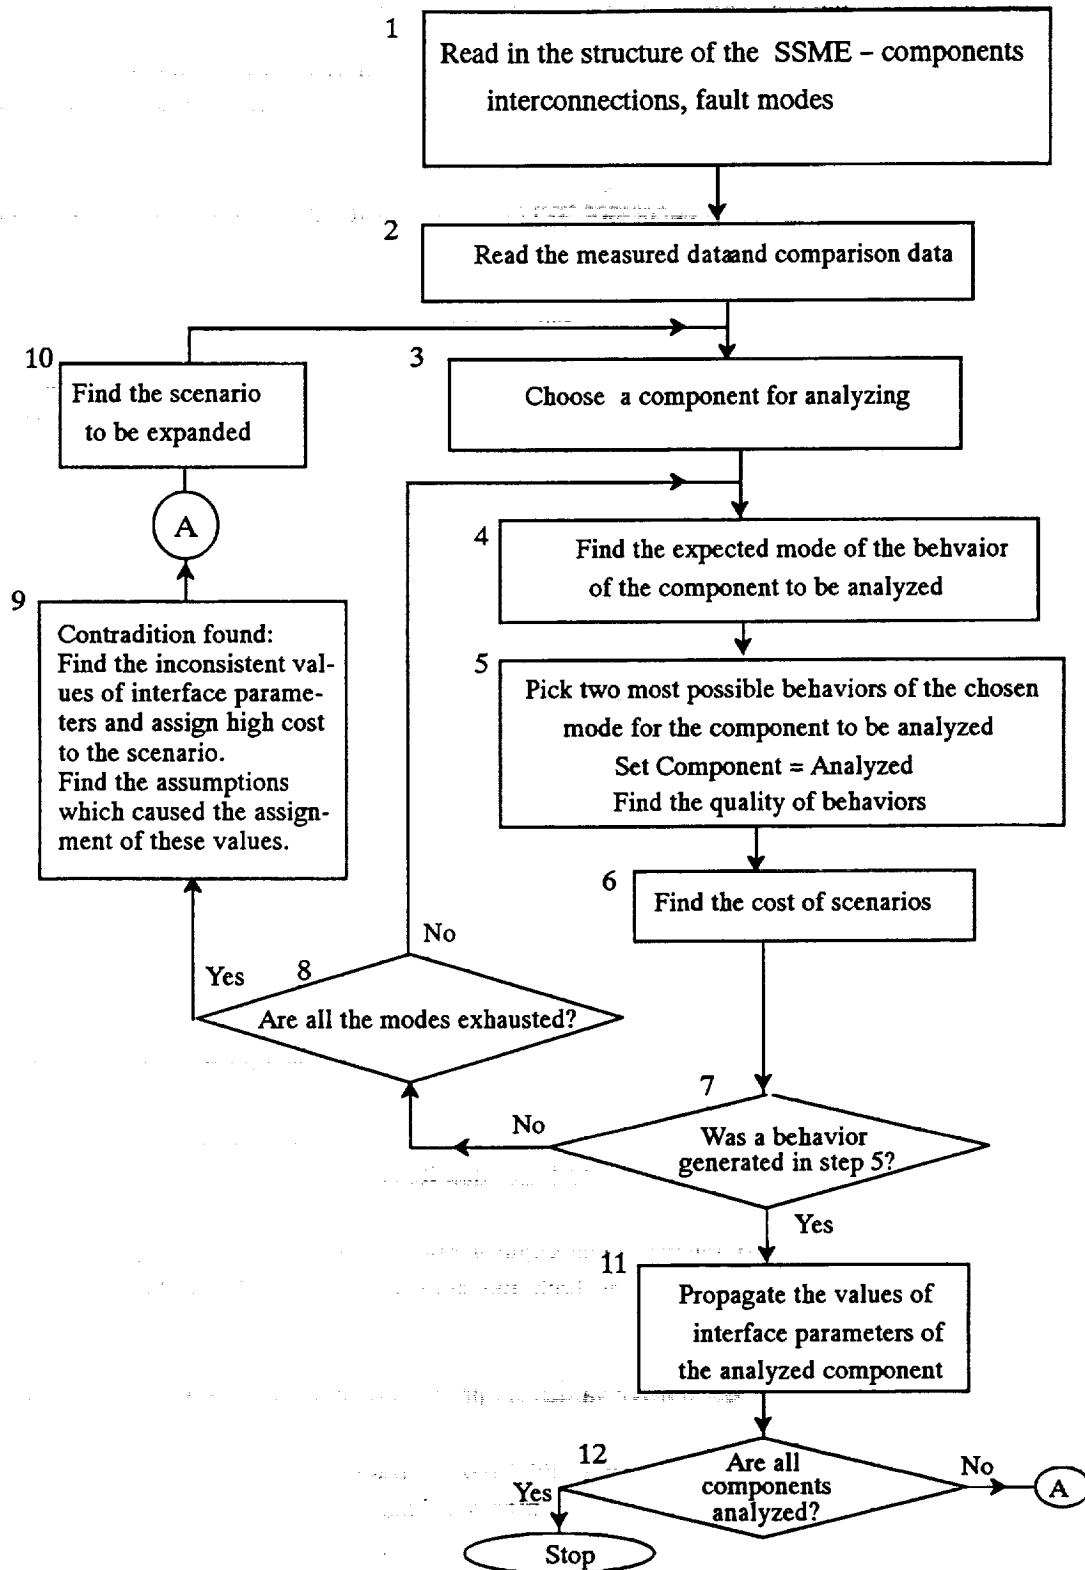 1
Read in the structure of the SSME – components
interconnections, fault modes
2
Read the measured dataand comparison data
10
Find the scenario
to be expanded
3
Choose a component for analyzing
A
4
Find the expected mode of the behvaior
of the component to be analyzed
9
Contradition found:
Find the inconsistent val-
ues of interface parame-
ters and assign high cost
to the scenario.
Find the assumptions
which caused the assign-
ment of these values.
5
Pick two most possible behaviors of the chosen
mode for the component to be analyzed
Set Component = Analyzed
Find the quality of behaviors
6
Find the cost of scenarios
No
Yes
8
Are all the modes exhausted?
7
No
Was a behavior
generated in step 5?
Yes
11
Propagate the values of
interface parameters of
the analyzed component
12
Are all
components
analyzed?
Yes
No
A
Stop